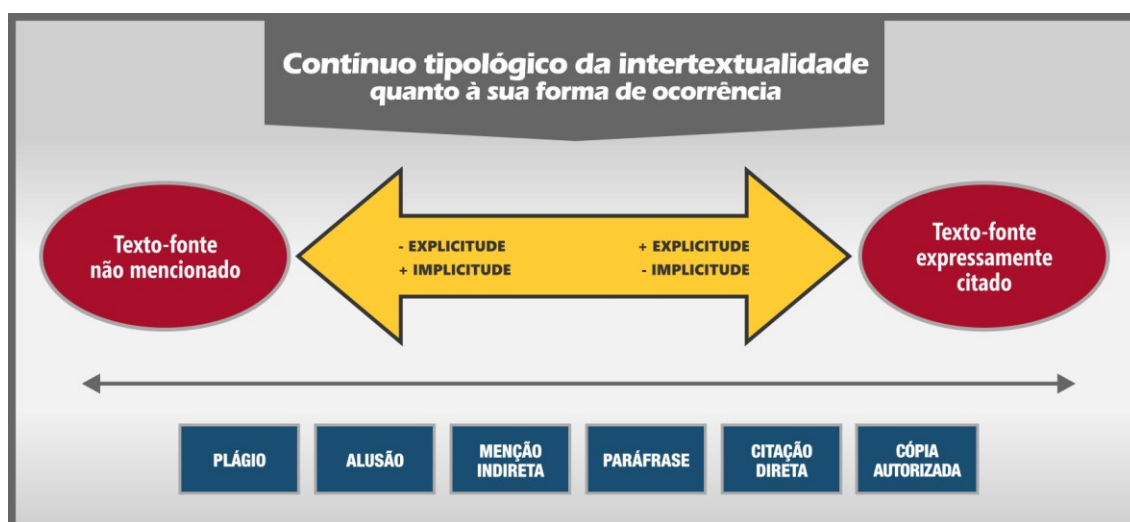 Contínuo tipológico da intertextualidade
quanto à sua forma de ocorrência
Texto-fonte
não mencionado
- EXPLICITUDE
+ IMPLICITUDE
+ EXPLICITUDE
- IMPLICITUDE
Texto-fonte
expressamente
citado
PLÁGIO
ALUSÃO
MENÇÃO
INDIRETA
PARÁFRASE
CITAÇÃO
DIRETA
CÓPIA
AUTORIZADA